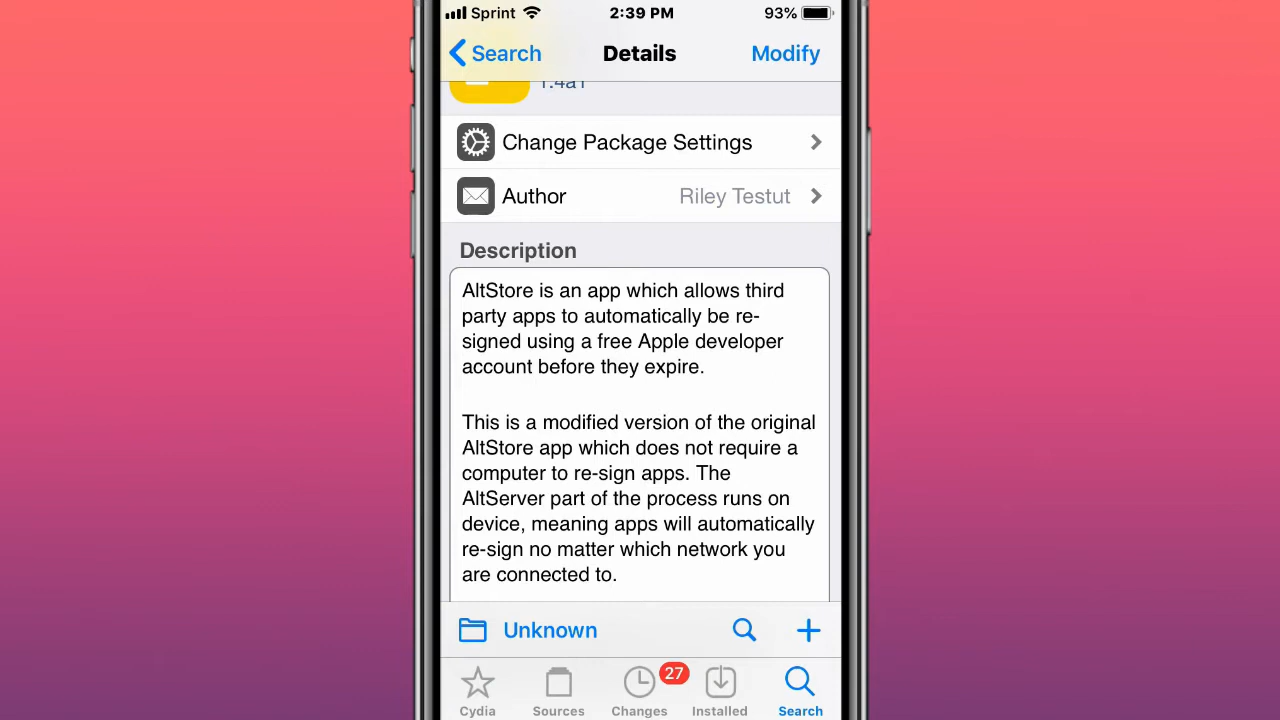 Sprint 2:39 PM 93%
Search Details Modify
1.4a1
Change Package Settings
Author Riley Testut
Description
AltStore is an app which allows third
party apps to automatically be re-
signed using a free Apple developer
account before they expire.
This is a modified version of the original
AltStore app which does not require a
computer to re-sign apps. The
AltServer part of the process runs on
device, meaning apps will automatically
re-sign no matter which network you
are connected to.
Unknown
27
Cydia Sources Changes Installed Search